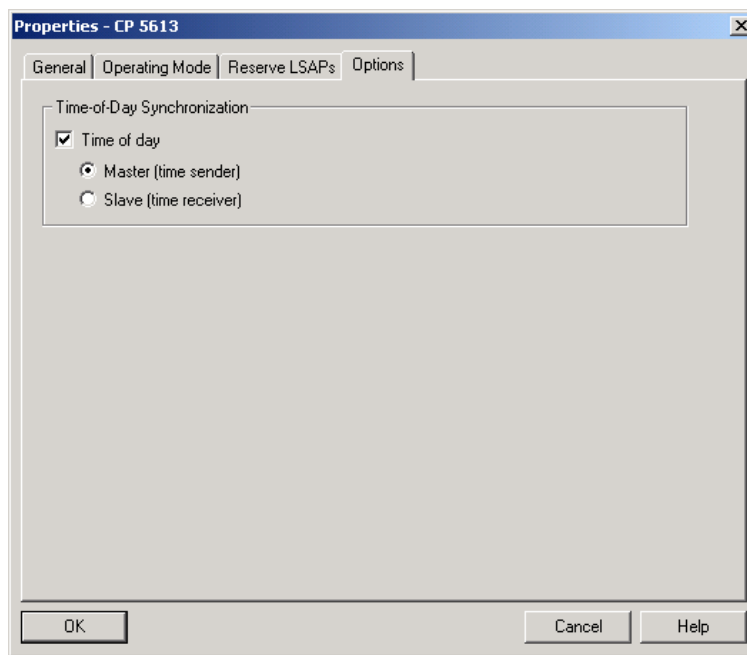 Properties - CP 5613
General Operating Mode Reserve LSAPs Options
Time-of-Day Synchronization
Time of day
Master (time sender)
Slave (time receiver)
OK Cancel Help